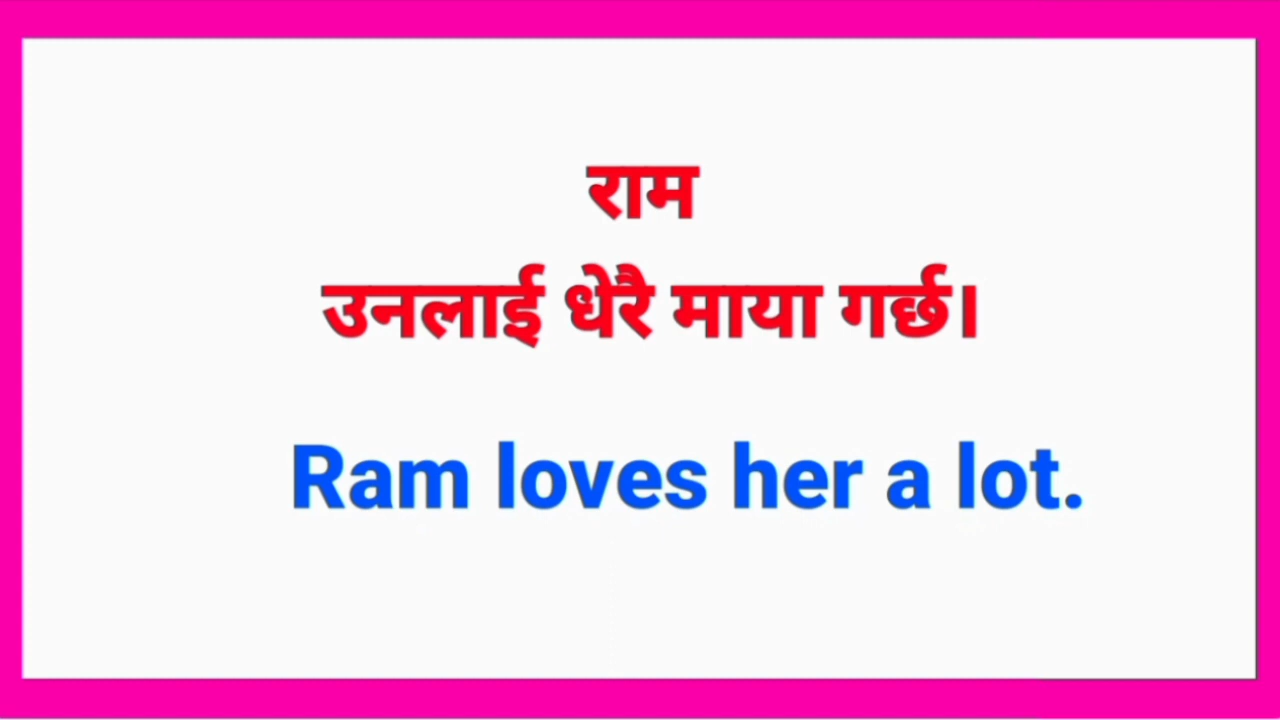 राम
उनलाई धेरै माया गर्छ।
Ram loves her a lot.